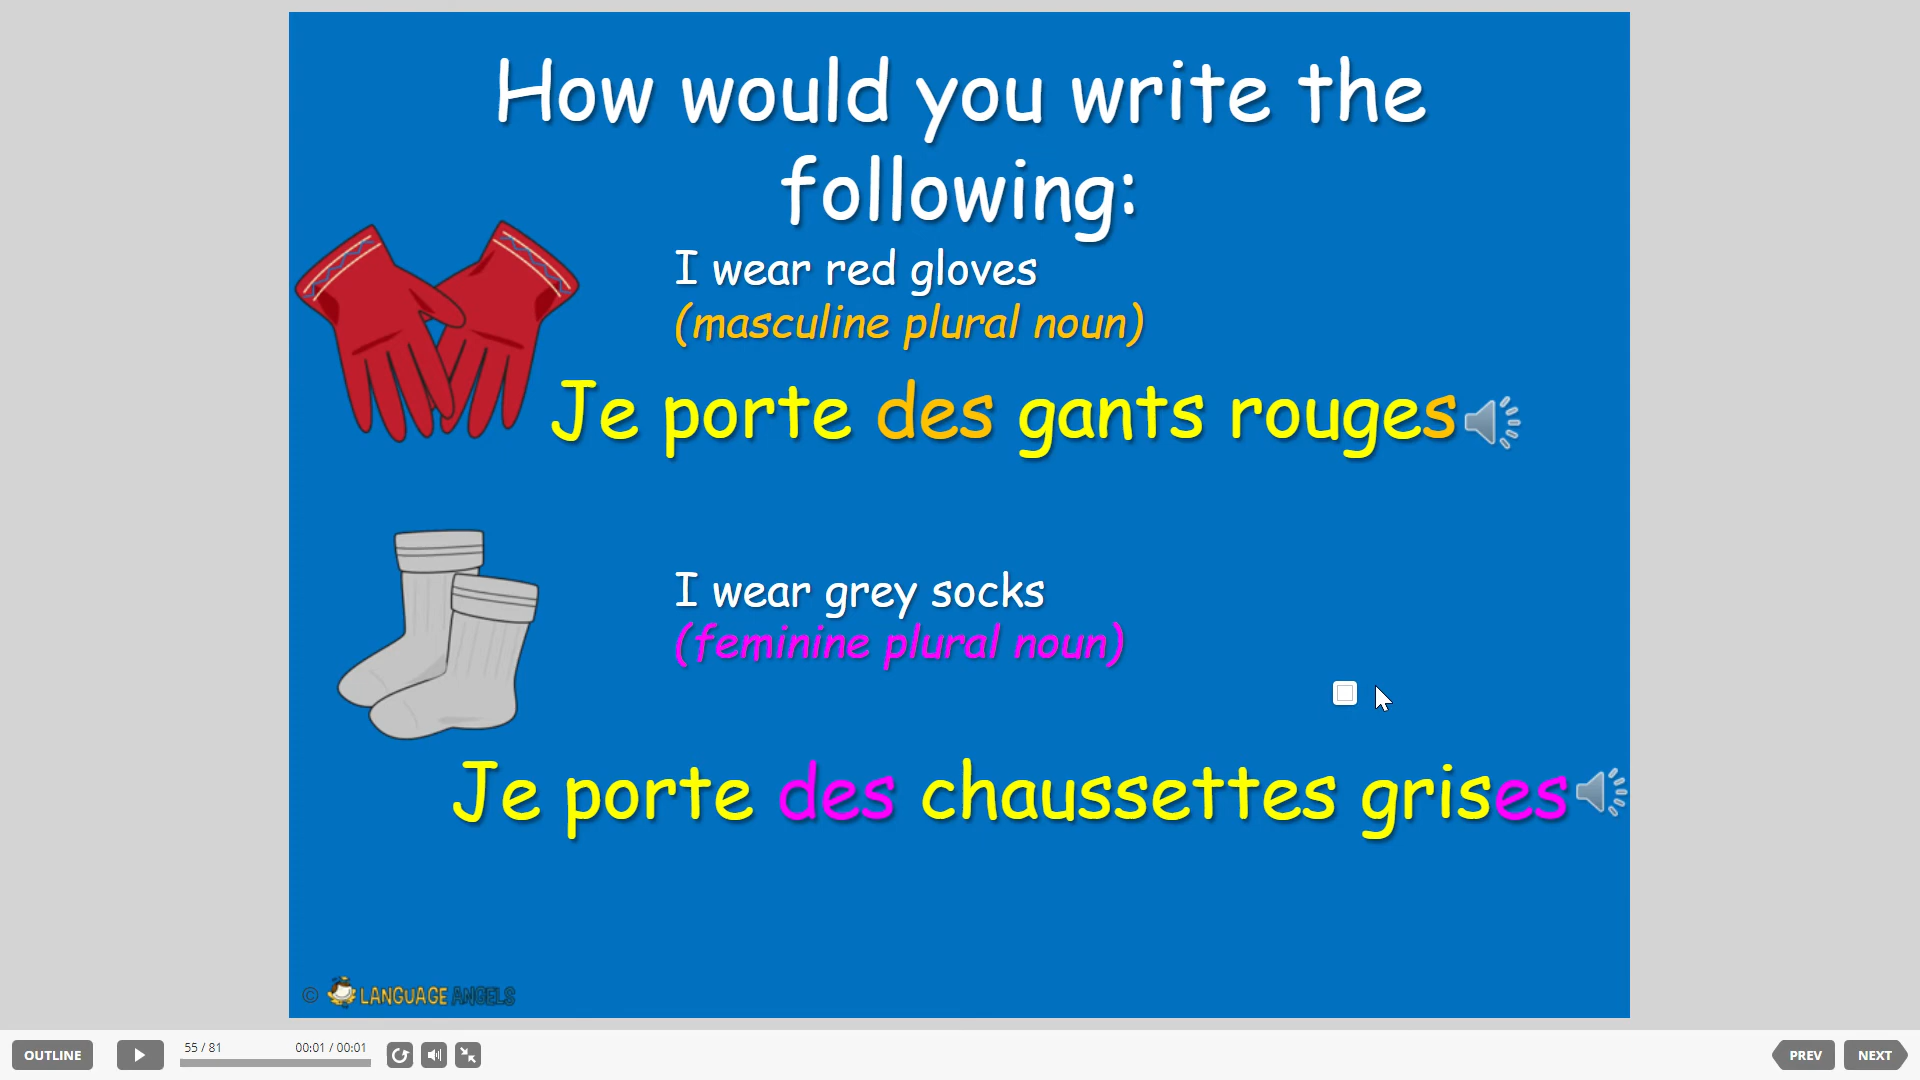 How would you write the
following:
I wear red gloves
(masculine plural noun)
Je porte des gants rouges
I wear grey socks
(feminine plural noun)
Je porte des chaussettes grises
© LANGUAGE ANGELS
OUTLINE
55 / 81
00:01 / 00:01
PREV
NEXT